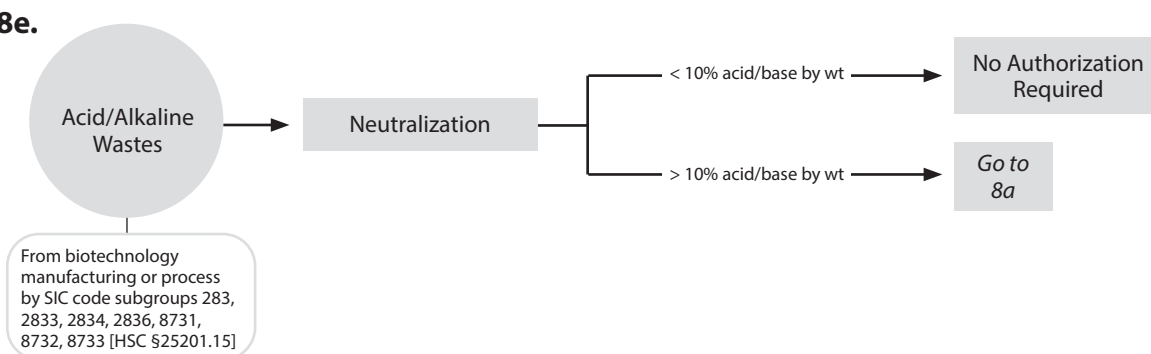 8e.
Acid/Alkaline
Wastes
Neutralization
< 10% acid/base by wt
No Authorization
Required
> 10% acid/base by wt
Go to
8a
From biotechnology
manufacturing or process
by SIC code subgroups 283,
2833, 2834, 2836, 8731,
8732, 8733 [HSC §25201.15]